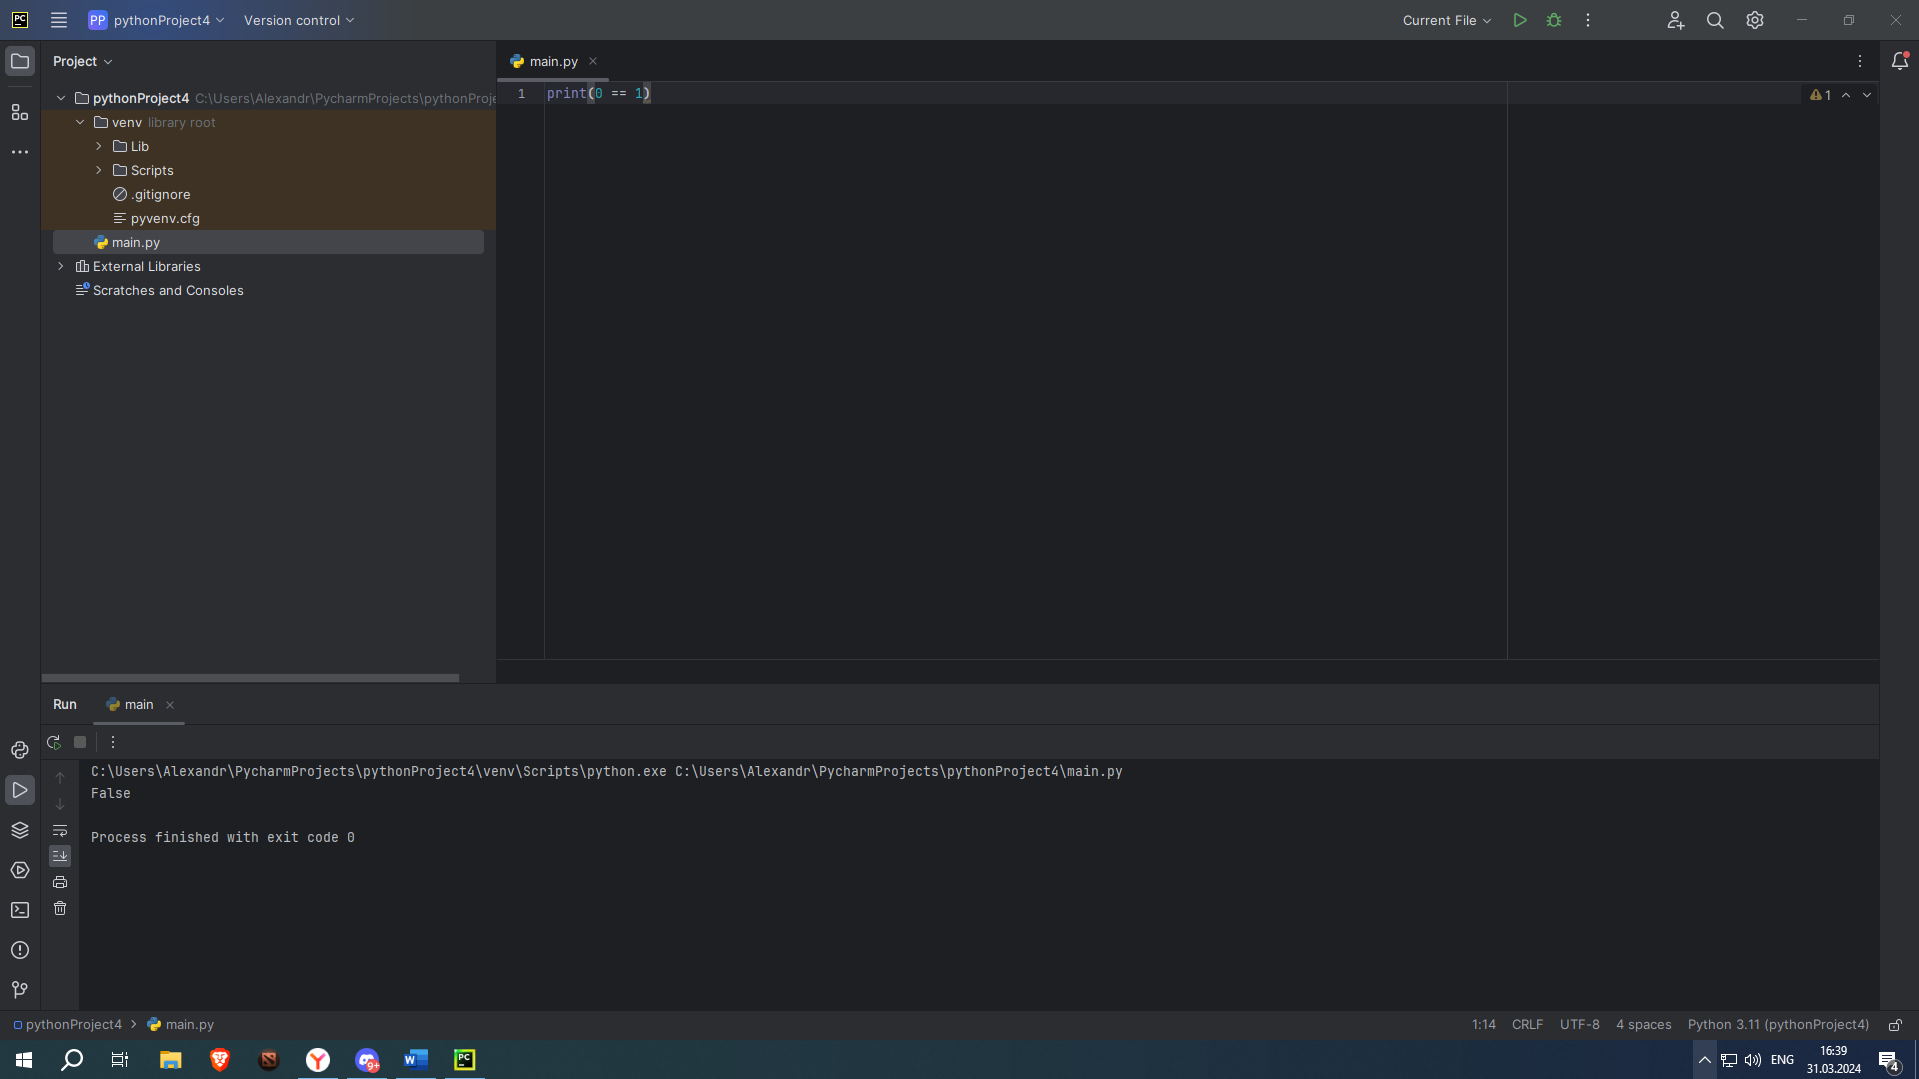 PC
PP pythonProject4
Version control
Current File
Project
main.py
pythonProject4 C:\Users\Alexandr\PycharmProjects\pythonProje
venv library root
Lib
Scripts
.gitignore
pyvenv.cfg
main.py
External Libraries
Scratches and Consoles
1 print(0 == 1)
1
Run
main
C:\Users\Alexandr\PycharmProjects\pythonProject4\venv\Scripts\python.exe C:\Users\Alexandr\PycharmProjects\pythonProject4\main.py
False
Process finished with exit code 0
pythonProject4 > main.py
1:14 CRLF UTF-8 4 spaces Python 3.11 (pythonProject4)
9+
W
PC
ENG
16:39
31.03.2024
4